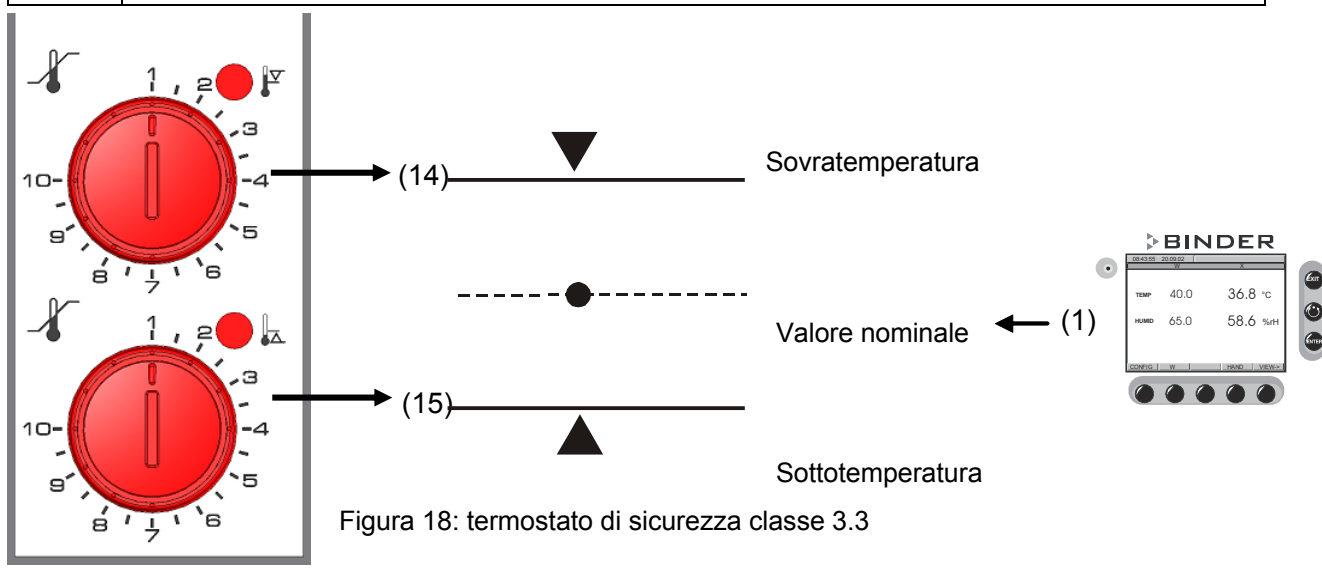 1
2
3
4
5
6
7
8
9
10
(14)
Sovratemperatura
BINDER
08:43:55 20.09.02
W X
TEMP 40.0 36.8 °C
HUMID 65.0 58.6 %rH
CONFIG W HAND VIEW->
EXIT
ENTER
Valore nominale
(1)
1
2
3
4
5
6
7
8
9
10
(15)
Sottotemperatura
Figura 18: termostato di sicurezza classe 3.3